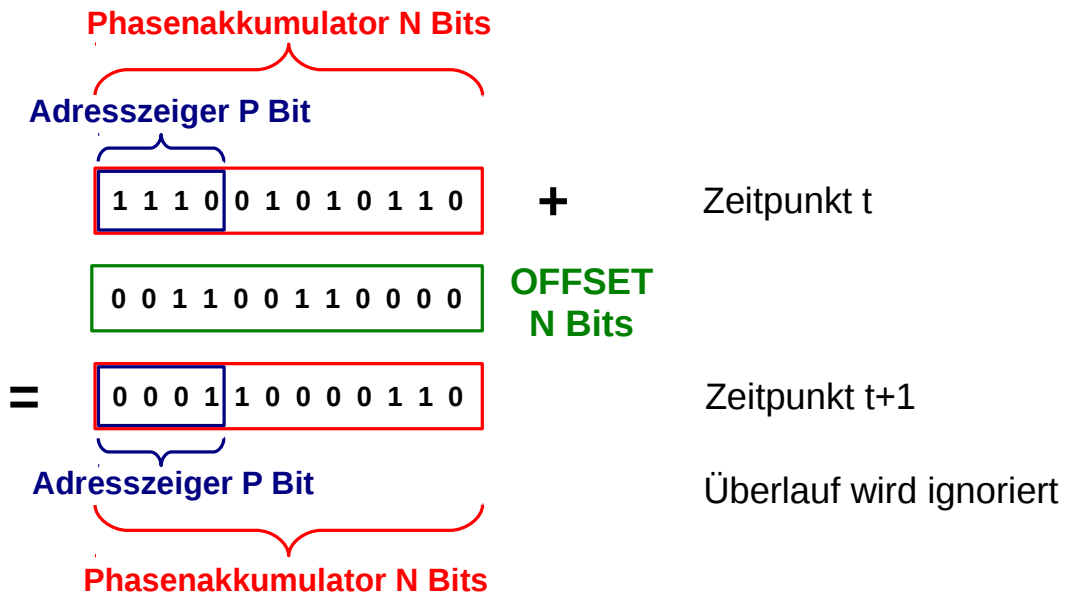 Phasenakkumulator N Bits
Adresszeiger P Bit
1 1 1 0 0 1 0 1 0 1 1 0 + Zeitpunkt t
0 0 1 1 0 0 1 1 0 0 0 0 OFFSET
N Bits
= 0 0 0 1 1 0 0 0 0 1 1 0 Zeitpunkt t+1
Adresszeiger P Bit Überlauf wird ignoriert
Phasenakkumulator N Bits